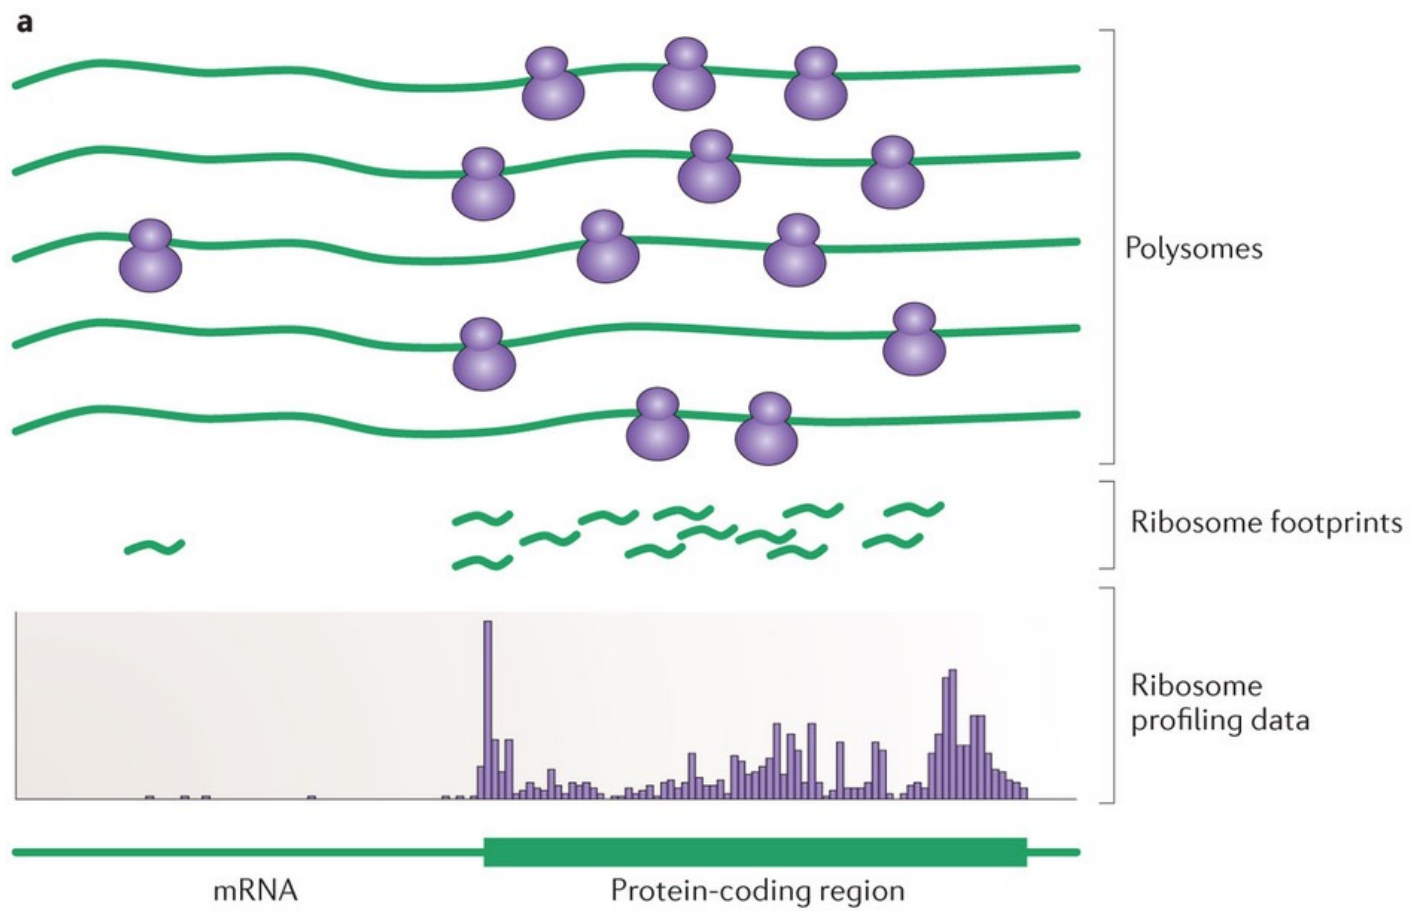 a
Polysomes
Ribosome footprints
Ribosome
profiling data
mRNA
Protein-coding region